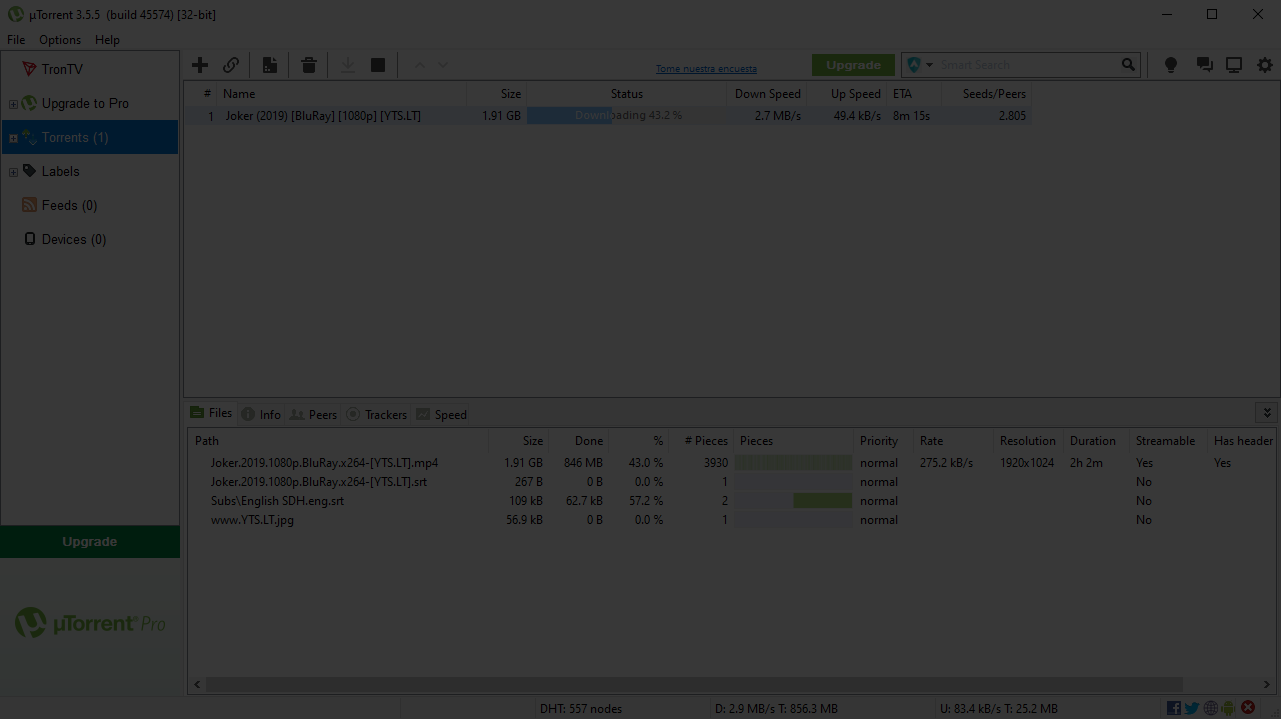 µTorrent 3.5.5 (build 45574) [32-bit]
File Options Help
TronTV
Upgrade to Pro
Torrents (1)
Labels
Feeds (0)
Devices (0)
Upgrade
µTorrent® Pro
Tome nuestra encuesta
Upgrade
Smart Search
# Name Size Status Down Speed Up Speed ETA Seeds/Peers
1 Joker (2019) [BluRay] [1080p] [YTS.LT] 1.91 GB Downloading 43.2 % 2.7 MB/s 49.4 kB/s 8m 15s 2.805
Files Info Peers Trackers Speed
Path Size Done % # Pieces Pieces Priority Rate Resolution Duration Streamable Has header
Joker.2019.1080p.BluRay.x264-[YTS.LT].mp4 1.91 GB 846 MB 43.0 % 3930 normal 275.2 kB/s 1920x1024 2h 2m Yes Yes
Joker.2019.1080p.BluRay.x264-[YTS.LT].srt 267 B 0 B 0.0 % 1 normal No
Subs\English SDH.eng.srt 109 kB 62.7 kB 57.2 % 2 normal No
www.YTS.LT.jpg 56.9 kB 0 B 0.0 % 1 normal No
DHT: 557 nodes D: 2.9 MB/s T: 856.3 MB U: 83.4 kB/s T: 25.2 MB